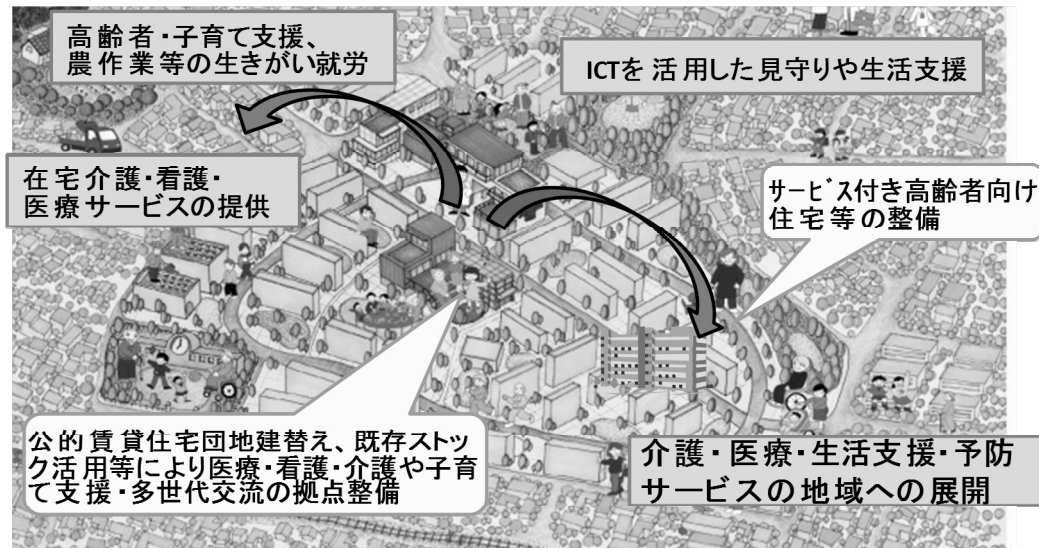 高齢者・子育て支援、
農作業等の生きがい就労
ICTを活用した見守りや生活支援
在宅介護・看護・
医療サービスの提供
サービス付き高齢者向け
住宅等の整備
公的賃貸住宅団地建替え、既存ストッ
ク活用等により医療・看護・介護や子育
て支援・多世代交流の拠点整備
介護・医療・生活支援・予防
サービスの地域への展開